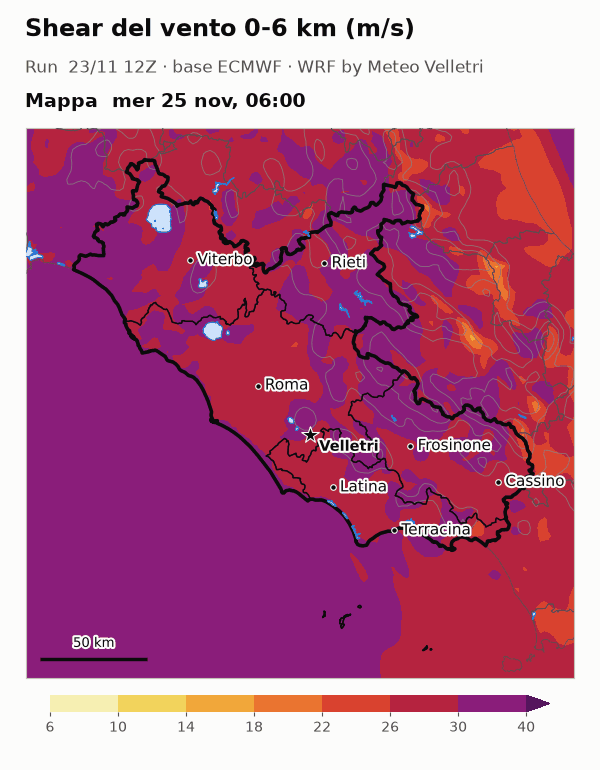 Shear del vento 0-6 km (m/s)
Run  23/11 12Z · base ECMWF · WRF by Meteo Velletri
Mappa  mer 25 nov, 06:00
Viterbo
Rieti
Roma
Velletri
Frosinone
Latina
Cassino
Terracina
50 km
6 10 14 18 22 26 30 40